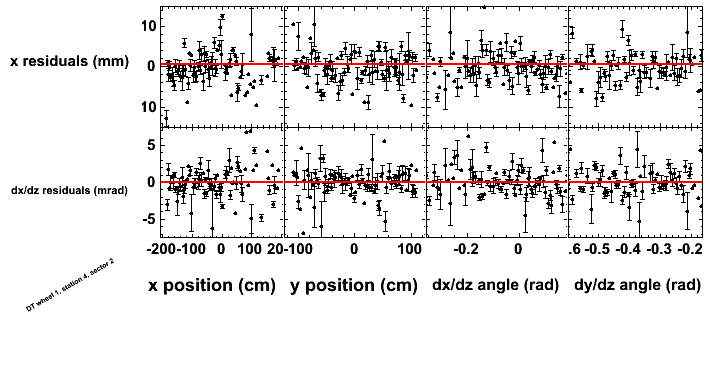 10
x residuals (mm)
0
10
5
dx/dz residuals (mrad)
0
-5
-200-100 0 100 20-100 0 100 -0.2 0 .6 -0.5 -0.4 -0.3 -0.2
x position (cm) y position (cm) dx/dz angle (rad) dy/dz angle (rad)
DT wheel 1, station 4, sector 2